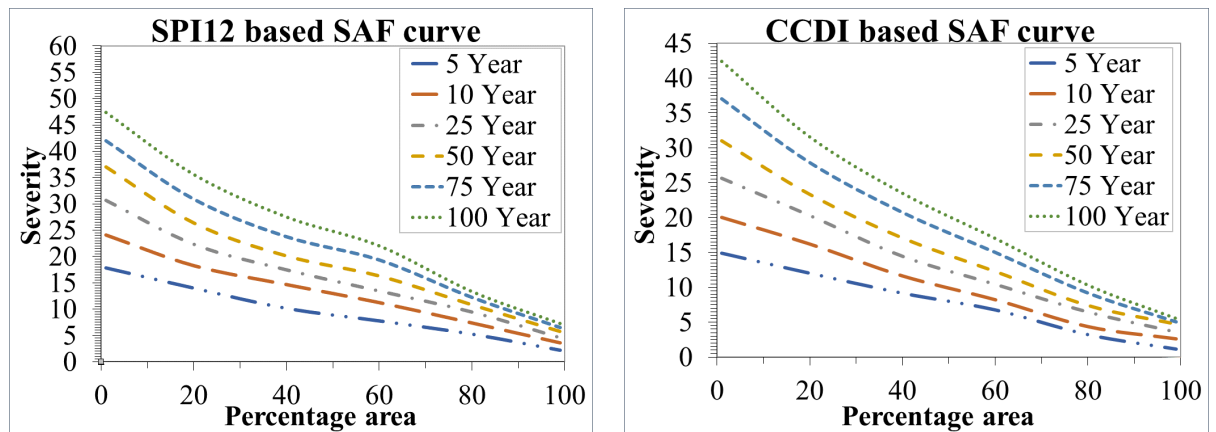 SPI12 based SAF curve
60
55
50
45
40
35
30
25
20
15
10
5
0
Severity
5 Year
10 Year
25 Year
50 Year
75 Year
100 Year
0 20 40 60 80 100
Percentage area
CCDI based SAF curve
45
40
35
30
25
20
15
10
5
0
Severity
5 Year
10 Year
25 Year
50 Year
75 Year
100 Year
0 20 40 60 80 100
Percentage area